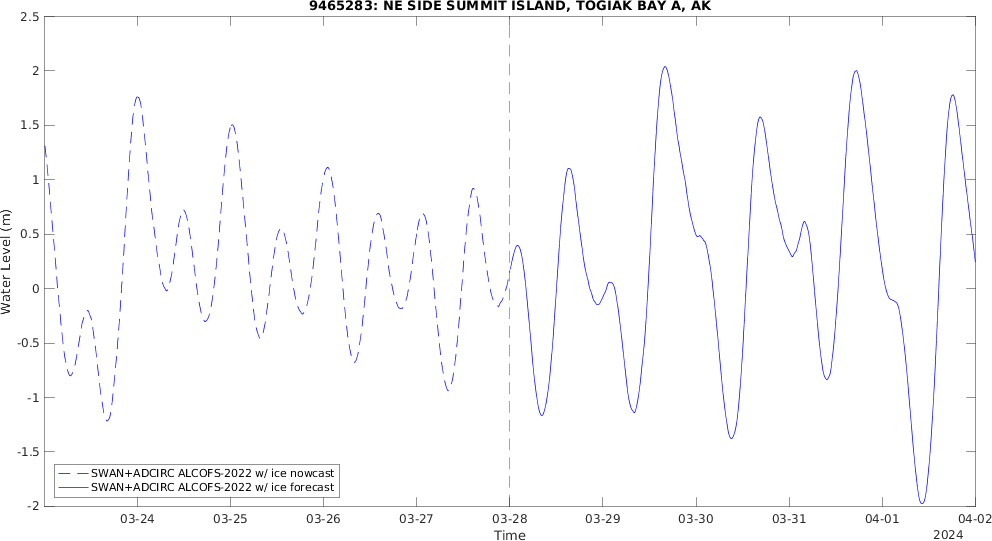 9465283: NE SIDE SUMMIT ISLAND, TOGIAK BAY A, AK
2.5
2
1.5
1
0.5
0
-0.5
-1
-1.5
-2
Water Level (m)
SWAN+ADCIRC ALCOFS-2022 w/ ice nowcast
SWAN+ADCIRC ALCOFS-2022 w/ ice forecast
03-24 03-25 03-26 03-27 03-28 03-29 03-30 03-31 04-01 04-02
Time
2024